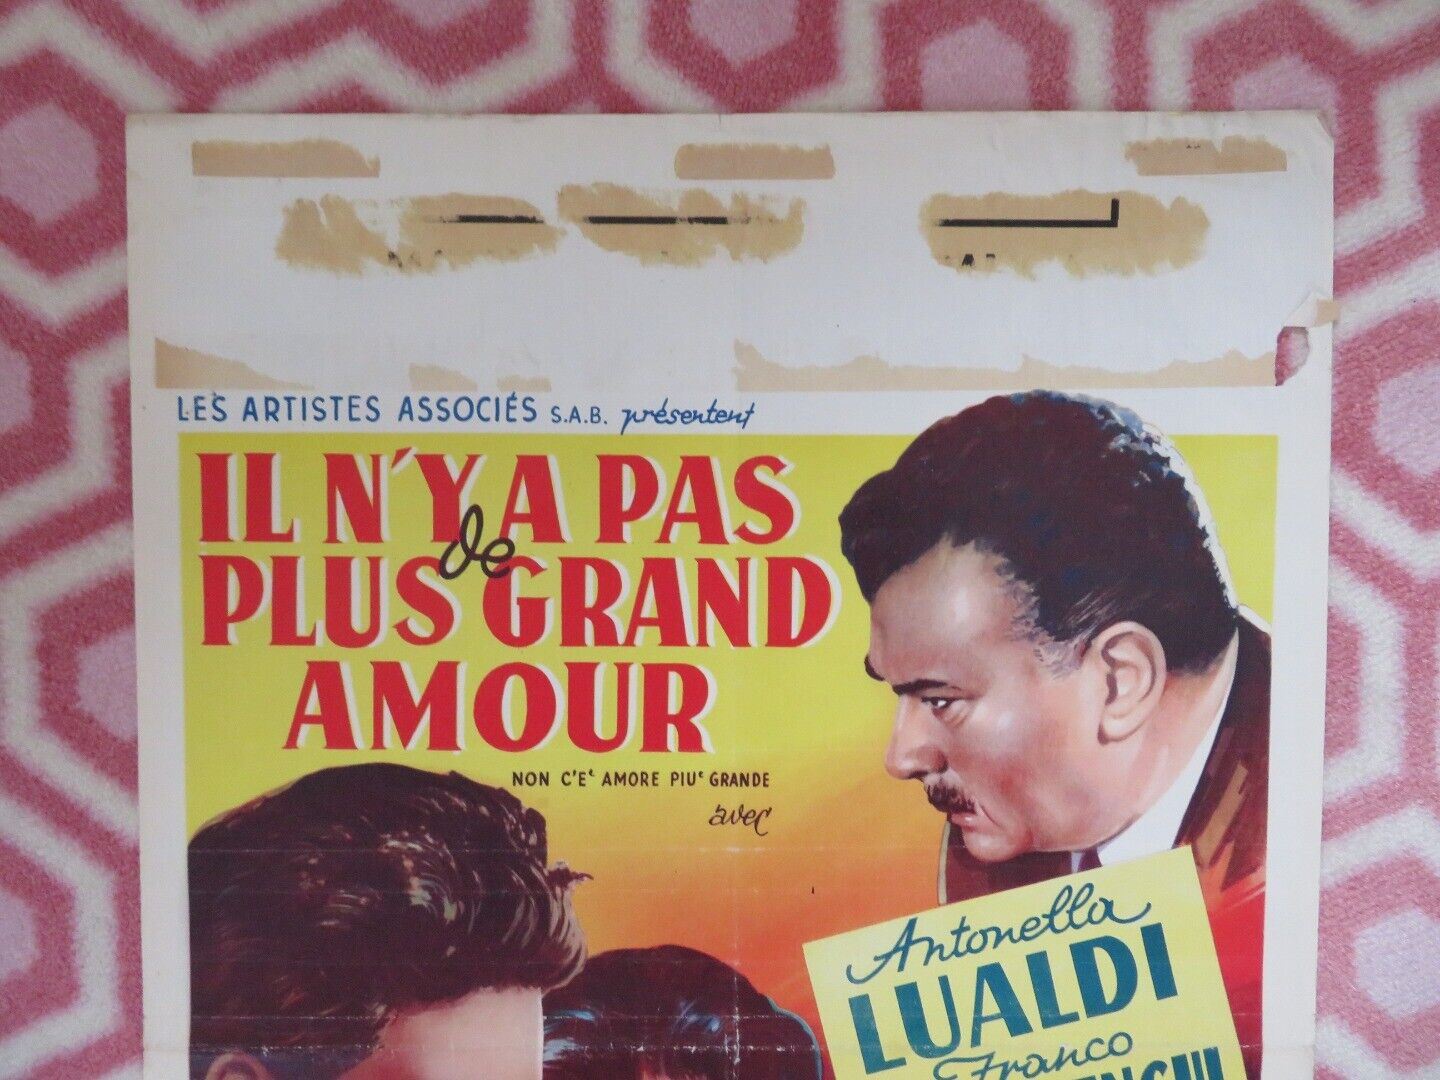 LES ARTISTES ASSOCIÉS S.A.B. présentent
IL N'Y A PAS
de
PLUS GRAND
AMOUR
NON C'E' AMORE PIU' GRANDE
avec
Antonella
LUALDI
Franco